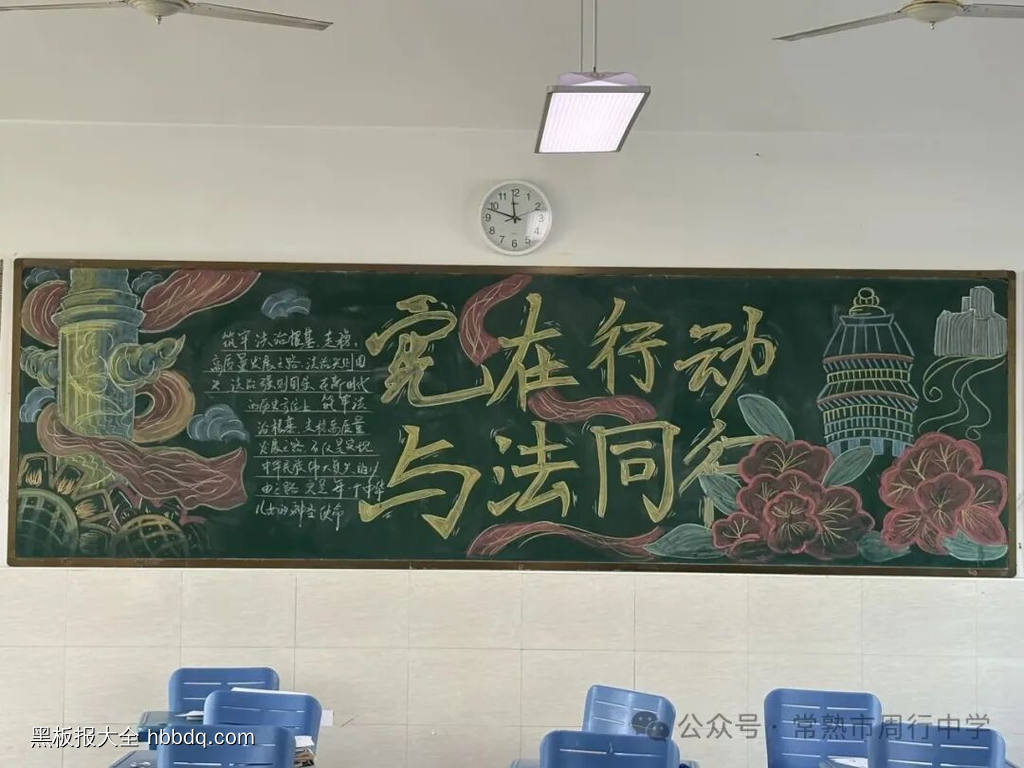 宪在行动
与法同行
筑牢法治根基 走稳
高质量发展之路 法治兴则国
兴 法治强则国强 在新时代
的历史方位上 筑牢法
治根基 走稳高质量
发展之路 不仅是实现
中华民族伟大复兴的必
由之路 更是每个中华
儿女的神圣使命
黑板报大全 hbbdq.com
公众号 · 常熟市周行中学